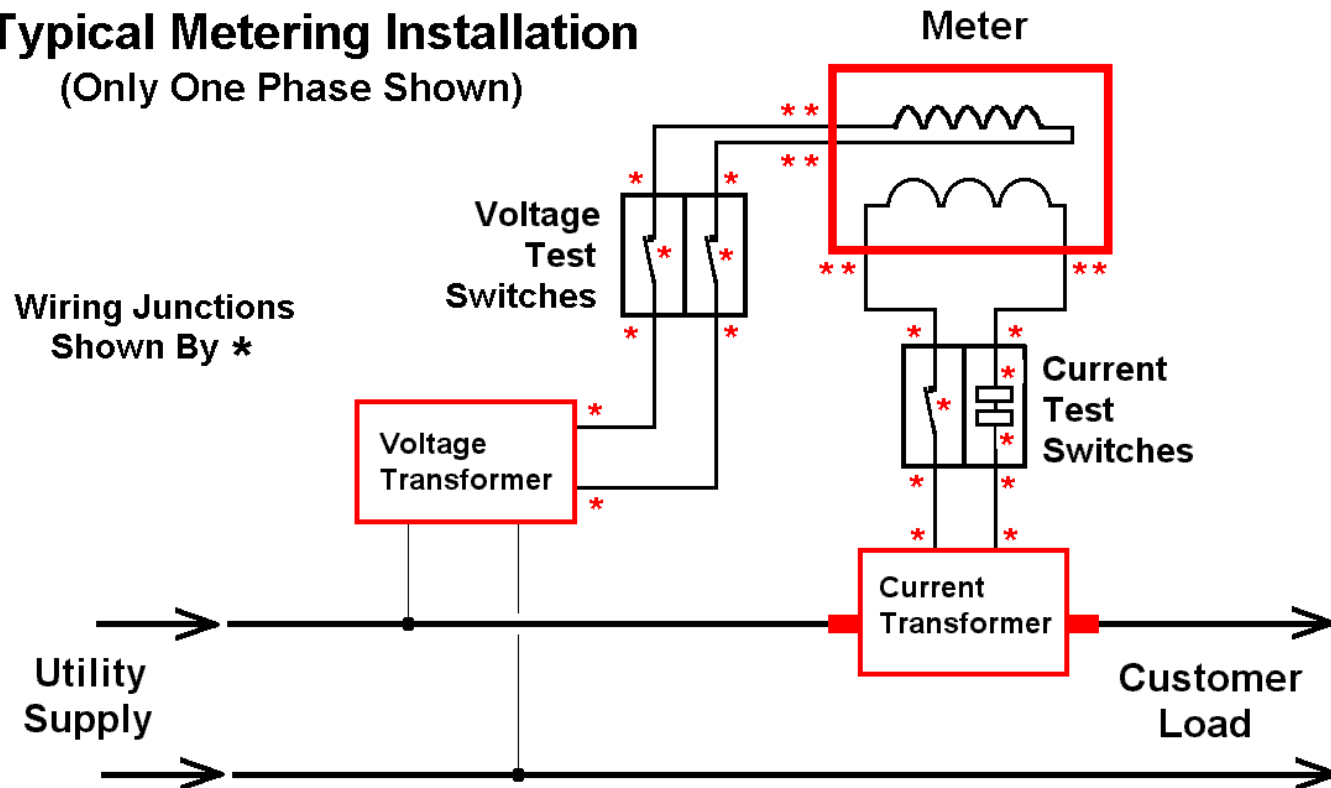 Typical Metering Installation
(Only One Phase Shown)
Meter
* *
* *
* *
Voltage
Test
Switches
* *
* *
* *
* *
Wiring Junctions
Shown By *
* *
* *
* *
*
Current
Test
Switches
*
Voltage
Transformer
*
* *
* *
Current
Transformer
Utility
Supply
Customer
Load